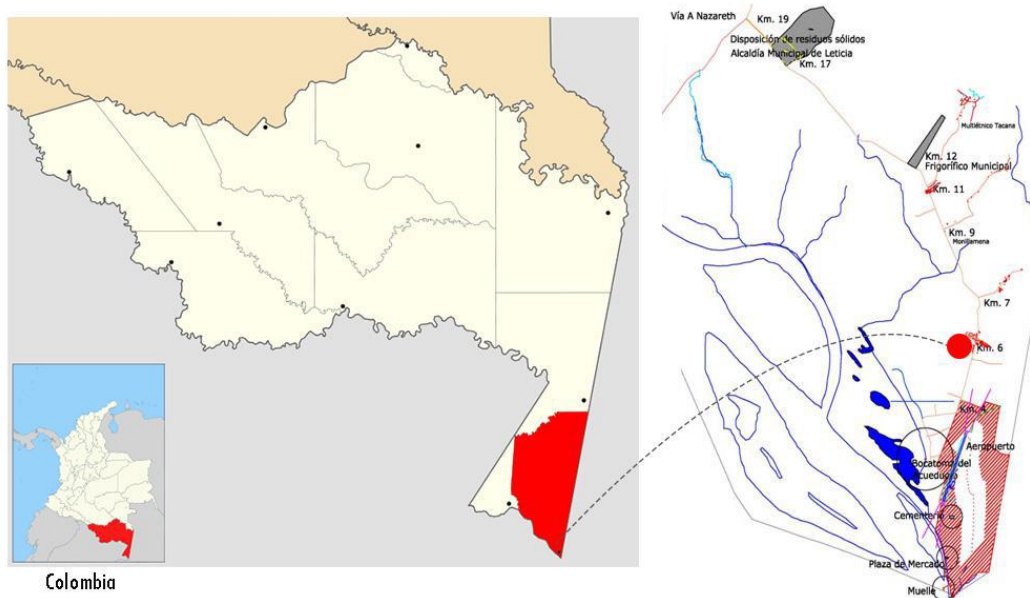 Colombia
Vía A Nazareth
Km. 19
Disposición de residuos sólidos
Alcaldía Municipal de Leticia
Km. 17
Multiétnico Tacana
Km. 12
Frigorífico Municipal
Km. 11
Km. 9
Monillamena
Km. 7
Km. 6
Km. 4
Aeropuerto
Bocatoma del
Acueducto
Cementerio
Plaza de Mercado
Muelle